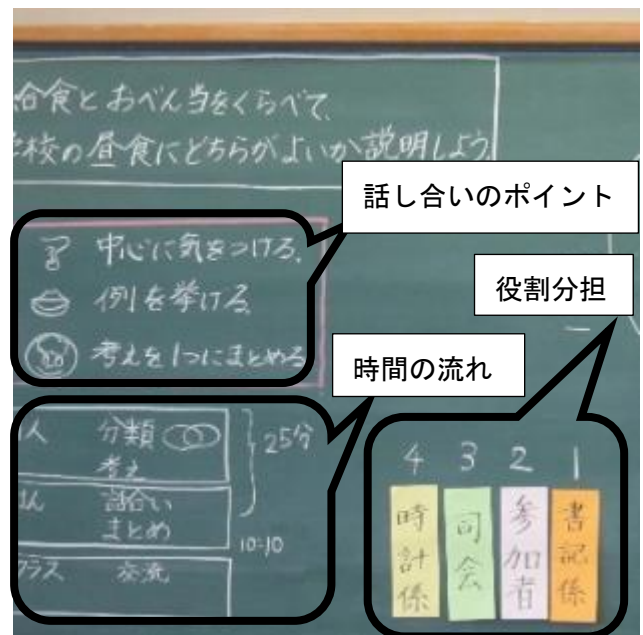 給食とおべん当をくらべて、
学校の昼食にどちらがよいか説明しよう
話し合いのポイント
中心に気をつける。
例を挙げる
考えを1つにまとめる
役割分担
時間の流れ
人 分類
考え
25分
話合い
まとめ
10:10
クラス 交流
4 3 2 1
時計係
司会
参加者
書記係